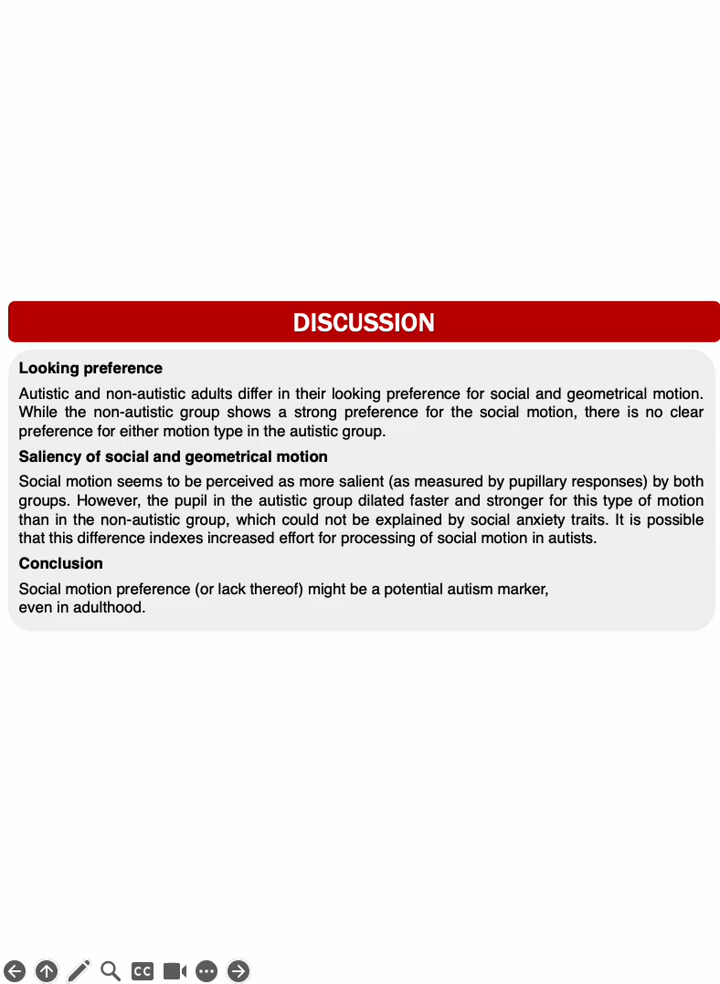 DISCUSSION
Looking preference
Autistic and non-autistic adults differ in their looking preference for social and geometrical motion.
While the non-autistic group shows a strong preference for the social motion, there is no clear
preference for either motion type in the autistic group.
Saliency of social and geometrical motion
Social motion seems to be perceived as more salient (as measured by pupillary responses) by both
groups. However, the pupil in the autistic group dilated faster and stronger for this type of motion
than in the non-autistic group, which could not be explained by social anxiety traits. It is possible
that this difference indexes increased effort for processing of social motion in autists.
Conclusion
Social motion preference (or lack thereof) might be a potential autism marker,
even in adulthood.
CC